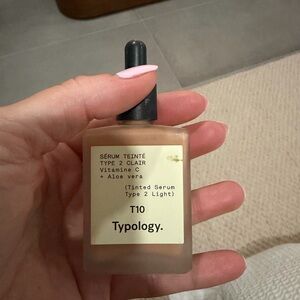 SÉRUM TEINTÉ
TYPE 2 CLAIR
Vitamine C
+ Aloe vera
(Tinted Serum
Type 2 Light)
T10
Typology.